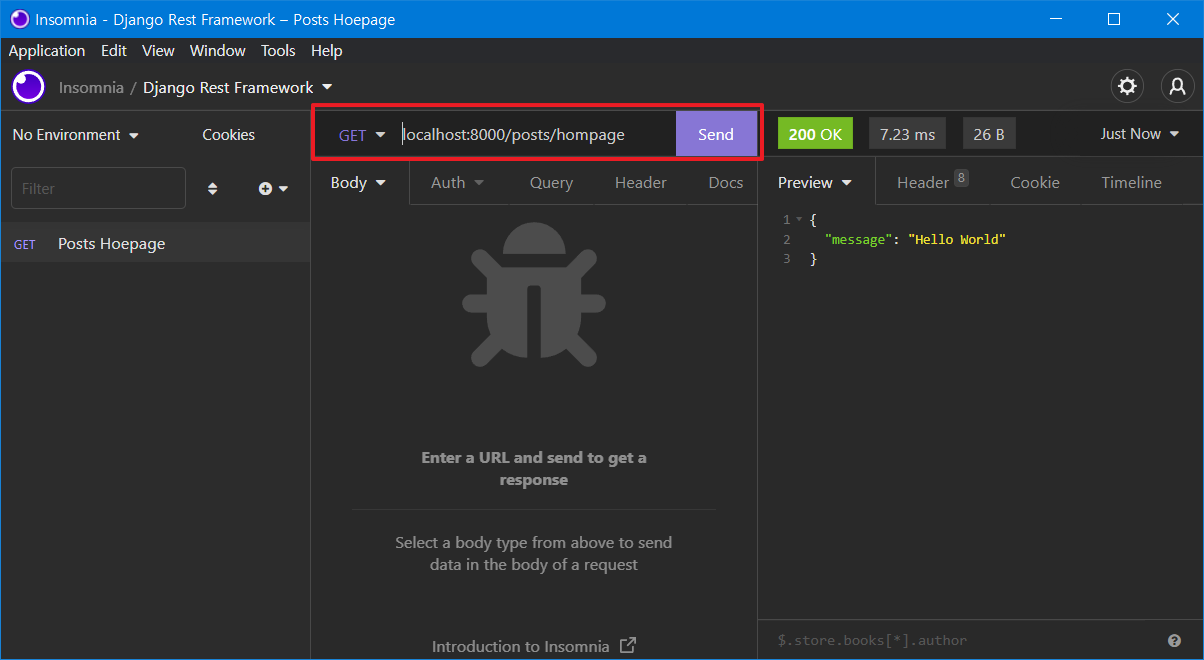 Insomnia - Django Rest Framework – Posts Hoepage
Application Edit View Window Tools Help
Insomnia / Django Rest Framework
No Environment Cookies
Filter
GET Posts Hoepage
GET localhost:8000/posts/hompage Send
Body Auth Query Header Docs
Enter a URL and send to get a
response
Select a body type from above to send
data in the body of a request
Introduction to Insomnia
200 OK 7.23 ms 26 B Just Now
Preview Header 8 Cookie Timeline
1 {
2 "message": "Hello World"
3 }
$.store.books[*].author